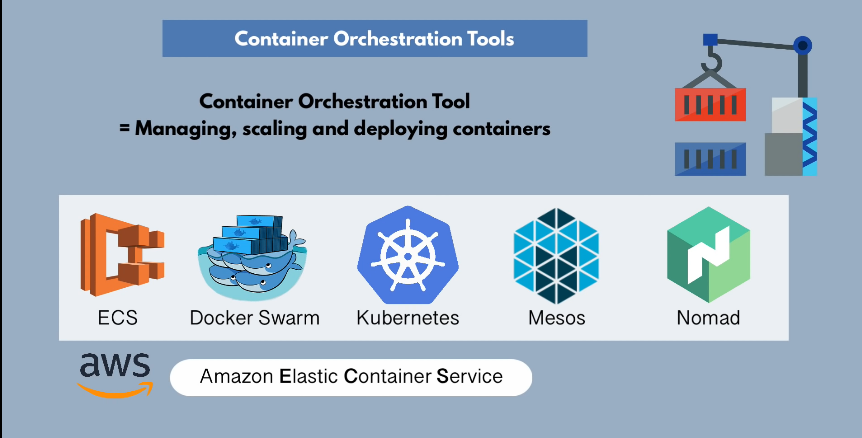 Container Orchestration Tools
Container Orchestration Tool
= Managing, scaling and deploying containers
ECS
Docker Swarm
Kubernetes
Mesos
Nomad
aws
Amazon Elastic Container Service